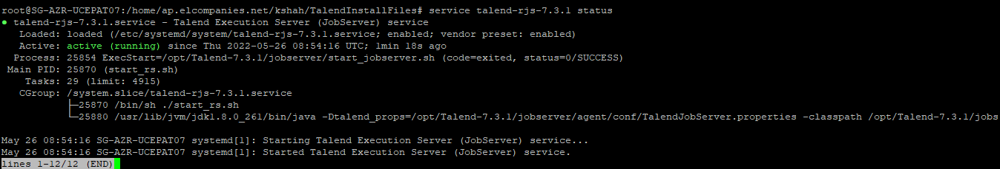 root@SG-AZR-UCEPAT07:/home/ap.elcompanies.net/kshah/TalendInstallFiles# service talend-rjs-7.3.1 status
● talend-rjs-7.3.1.service - Talend Execution Server (JobServer) service
   Loaded: loaded (/etc/systemd/system/talend-rjs-7.3.1.service; enabled; vendor preset: enabled)
   Active: active (running) since Thu 2022-05-26 08:54:16 UTC; 1min 18s ago
  Process: 25854 ExecStart=/opt/Talend-7.3.1/jobserver/start_jobserver.sh (code=exited, status=0/SUCCESS)
 Main PID: 25870 (start_rs.sh)
    Tasks: 29 (limit: 4915)
   CGroup: /system.slice/talend-rjs-7.3.1.service
           ├─25870 /bin/sh ./start_rs.sh
           └─25880 /usr/lib/jvm/jdk1.8.0_261/bin/java -Dtalend_props=/opt/Talend-7.3.1/jobserver/agent/conf/TalendJobServer.properties -classpath /opt/Talend-7.3.1/jobs
May 26 08:54:16 SG-AZR-UCEPAT07 systemd[1]: Starting Talend Execution Server (JobServer) service...
May 26 08:54:16 SG-AZR-UCEPAT07 systemd[1]: Started Talend Execution Server (JobServer) service.
lines 1-12/12 (END)